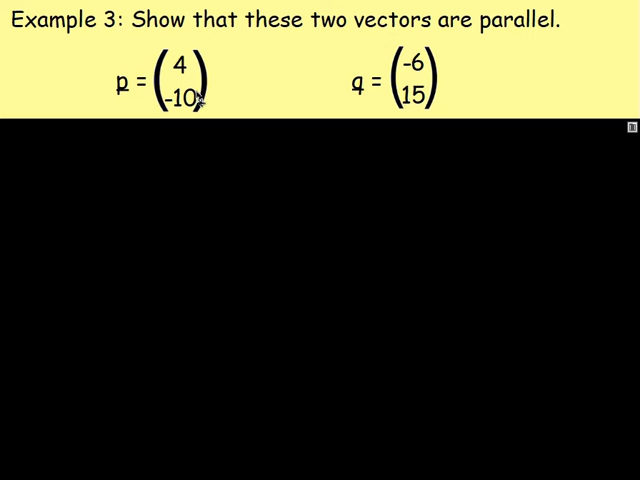 Example 3: Show that these two vectors are parallel.
p = (4
-10)
q = (-6
15)